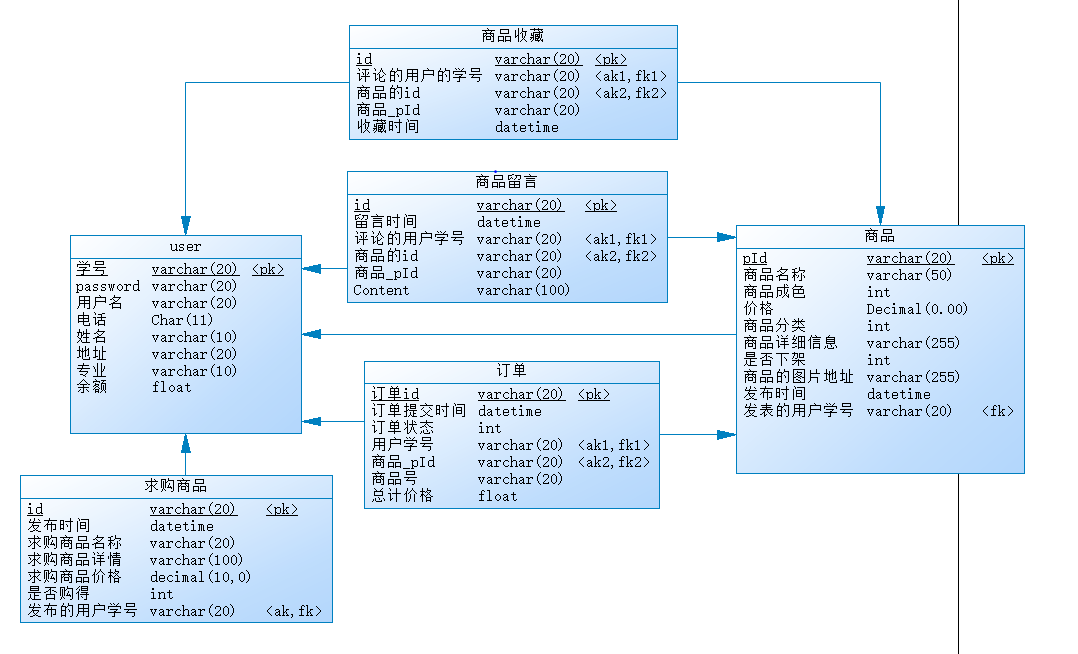 商品收藏
id varchar(20) <pk>
评论的用户的学号 varchar(20) <ak1,fk1>
商品的id varchar(20) <ak2,fk2>
商品_pId varchar(20)
收藏时间 datetime
商品留言
id varchar(20) <pk>
留言时间 datetime
评论的用户学号 varchar(20) <ak1,fk1>
商品的id varchar(20) <ak2,fk2>
商品_pId varchar(20)
Content varchar(100)
user
学号 varchar(20) <pk>
password varchar(20)
用户名 varchar(20)
电话 Char(11)
姓名 varchar(10)
地址 varchar(20)
专业 varchar(10)
余额 float
商品
pId varchar(20) <pk>
商品名称 varchar(50)
商品成色 int
价格 Decimal(0.00)
商品分类 int
商品详细信息 varchar(255)
是否下架 int
商品的图片地址 varchar(255)
发布时间 datetime
发表的用户学号 varchar(20) <fk>
订单
订单id varchar(20) <pk>
订单提交时间 datetime
订单状态 int
用户学号 varchar(20) <ak1,fk1>
商品_pId varchar(20) <ak2,fk2>
商品号 varchar(20)
总计价格 float
求购商品
id varchar(20) <pk>
发布时间 datetime
求购商品名称 varchar(20)
求购商品详情 varchar(100)
求购商品价格 decimal(10,0)
是否购得 int
发布的用户学号 varchar(20) <ak,fk>